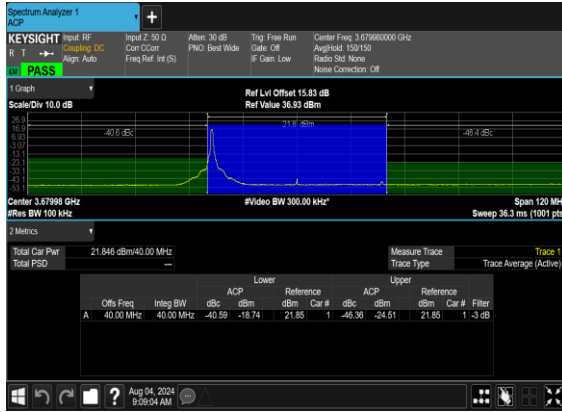 Spectrum Analyzer 1
ACP
+
KEYSIGHT
R T
LVI PASS
Input: RF
Coupling: DC
Align: Auto
Input Z: 50 Ω
Corr CCorr
Freq Ref: Int (S)
Atten: 30 dB
PNO: Best Wide
Trig: Free Run
Gate: Off
IF Gain: Low
Center Freq: 3.679980000 GHz
Avg|Hold: 150/150
Radio Std: None
Noise Correction: Off
1 Graph
Scale/Div 10.0 dB
Ref Lvl Offset 15.83 dB
Ref Value 36.93 dBm
26.9
16.9
6.93
-3.07
-13.1
-23.1
-33.1
-43.1
-53.1
-40.6 dBc
21.8 dBm
-46.4 dBc
Center 3.67998 GHz
#Res BW 100 kHz
#Video BW 300.00 kHz*
Span 120 MH
Sweep 36.3 ms (1001 pts
2 Metrics
Total Car Pwr 21.846 dBm/40.00 MHz
Total PSD ---
Measure Trace Trace 1
Trace Type Trace Average (Active)
Lower Upper
ACP Reference ACP Reference
Offs Freq Integ BW dBc dBm dBm Car # dBc dBm dBm Car # Filter
A 40.00 MHz 40.00 MHz -40.59 -18.74 21.85 1 -46.36 -24.51 21.85 1 -3 dB
?
Aug 04, 2024
9:09:04 AM